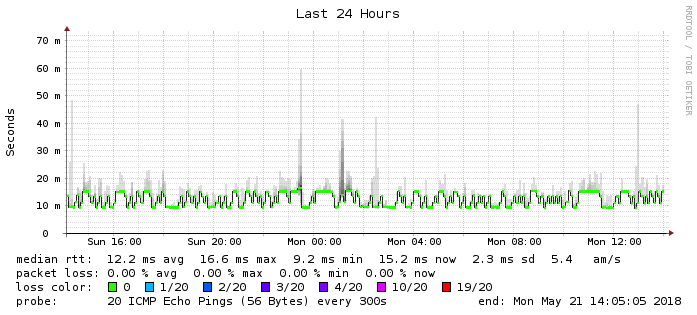 Last 24 Hours
RRDTOOL / TOBI OETIKER
Seconds
70 m
60 m
50 m
40 m
30 m
20 m
10 m
0
Sun 16:00 Sun 20:00 Mon 00:00 Mon 04:00 Mon 08:00 Mon 12:00
median rtt: 12.2 ms avg 16.6 ms max 9.2 ms min 15.2 ms now 2.3 ms sd 5.4 am/s
packet loss: 0.00 % avg 0.00 % max 0.00 % min 0.00 % now
loss color: 0 1/20 2/20 3/20 4/20 10/20 19/20
probe: 20 ICMP Echo Pings (56 Bytes) every 300s end: Mon May 21 14:05:05 2018